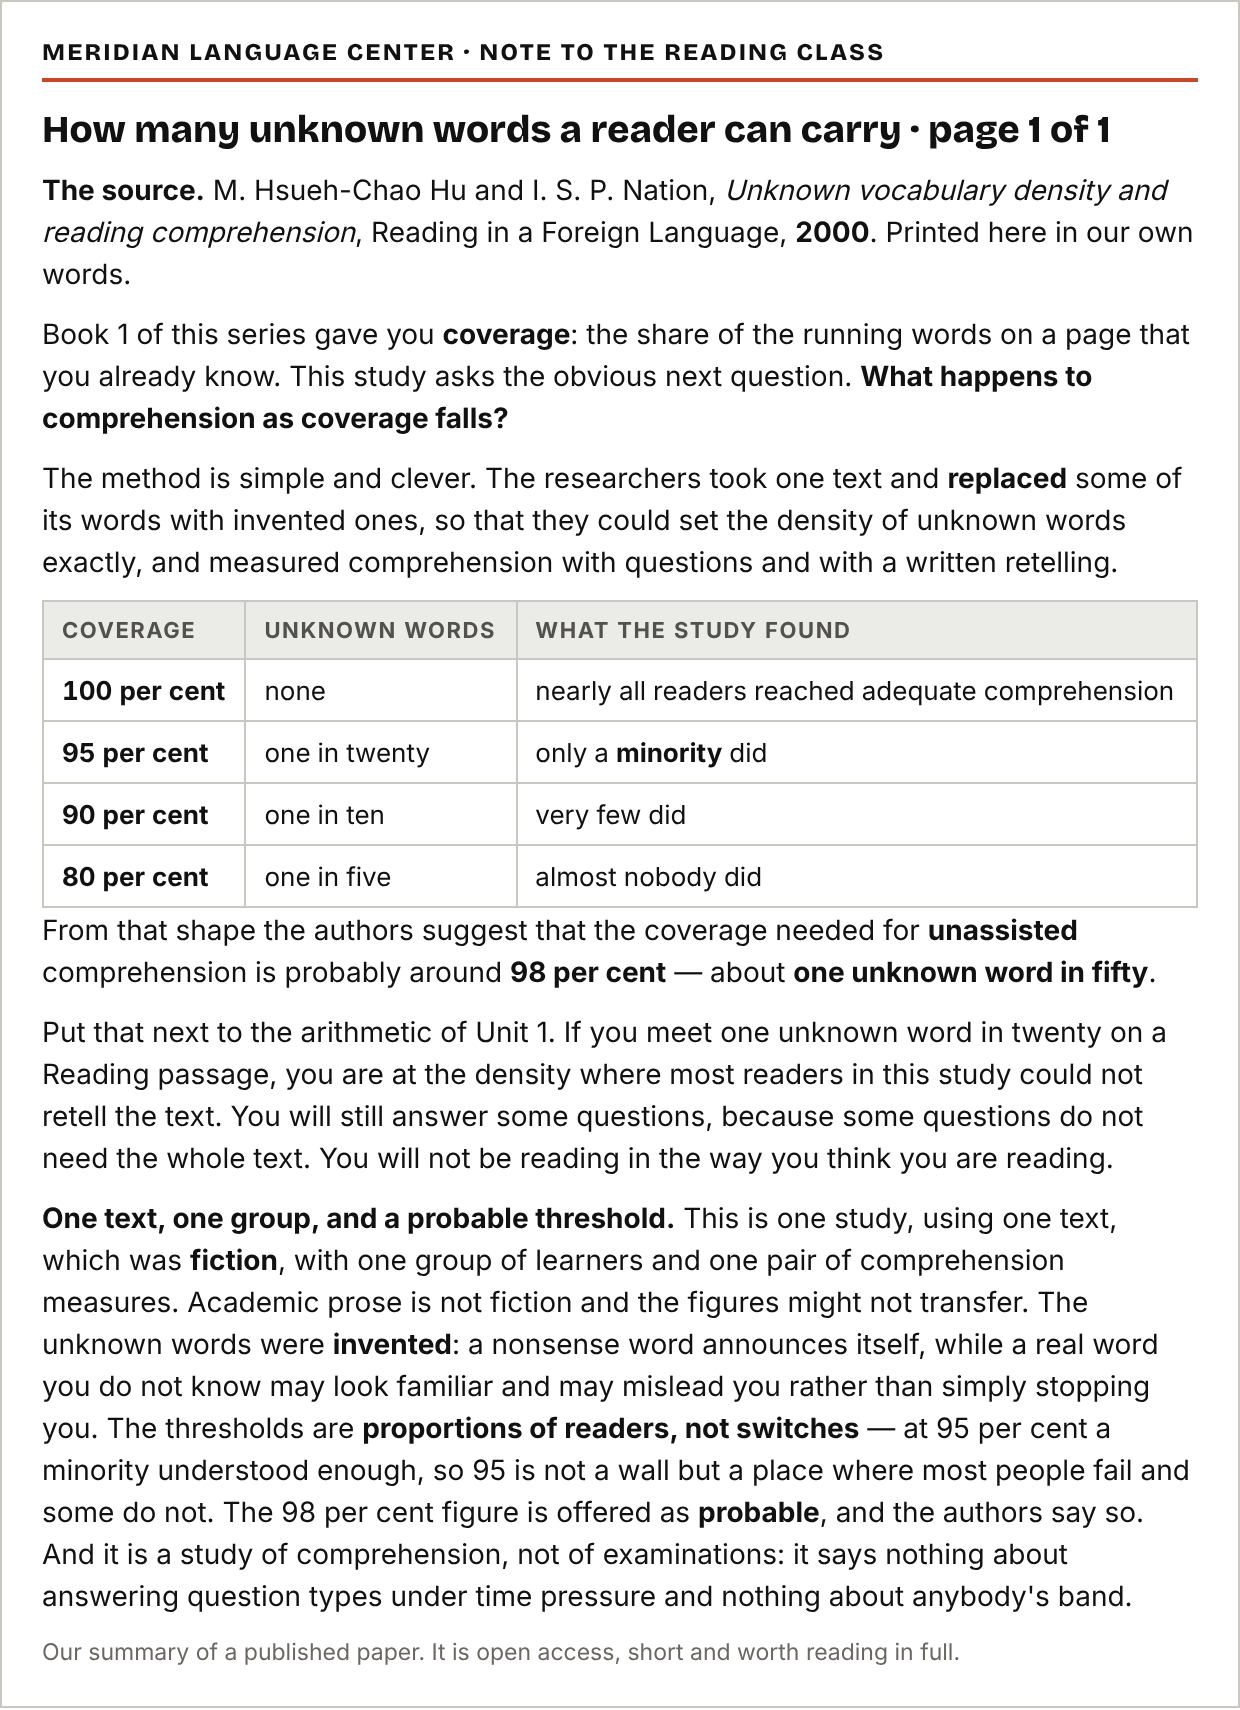 MERIDIAN LANGUAGE CENTER · NOTE TO THE READING CLASS
How many unknown words a reader can carry · page 1 of 1
The source. M. Hsueh-Chao Hu and I. S. P. Nation, Unknown vocabulary density and
reading comprehension, Reading in a Foreign Language, 2000. Printed here in our own
words.
Book 1 of this series gave you coverage: the share of the running words on a page that
you already know. This study asks the obvious next question. What happens to
comprehension as coverage falls?
The method is simple and clever. The researchers took one text and replaced some of
its words with invented ones, so that they could set the density of unknown words
exactly, and measured comprehension with questions and with a written retelling.
COVERAGE UNKNOWN WORDS WHAT THE STUDY FOUND
100 per cent none nearly all readers reached adequate comprehension
95 per cent one in twenty only a minority did
90 per cent one in ten very few did
80 per cent one in five almost nobody did
From that shape the authors suggest that the coverage needed for unassisted
comprehension is probably around 98 per cent — about one unknown word in fifty.
Put that next to the arithmetic of Unit 1. If you meet one unknown word in twenty on a
Reading passage, you are at the density where most readers in this study could not
retell the text. You will still answer some questions, because some questions do not
need the whole text. You will not be reading in the way you think you are reading.
One text, one group, and a probable threshold. This is one study, using one text,
which was fiction, with one group of learners and one pair of comprehension
measures. Academic prose is not fiction and the figures might not transfer. The
unknown words were invented: a nonsense word announces itself, while a real word
you do not know may look familiar and may mislead you rather than simply stopping
you. The thresholds are proportions of readers, not switches — at 95 per cent a
minority understood enough, so 95 is not a wall but a place where most people fail and
some do not. The 98 per cent figure is offered as probable, and the authors say so.
And it is a study of comprehension, not of examinations: it says nothing about
answering question types under time pressure and nothing about anybody's band.
Our summary of a published paper. It is open access, short and worth reading in full.